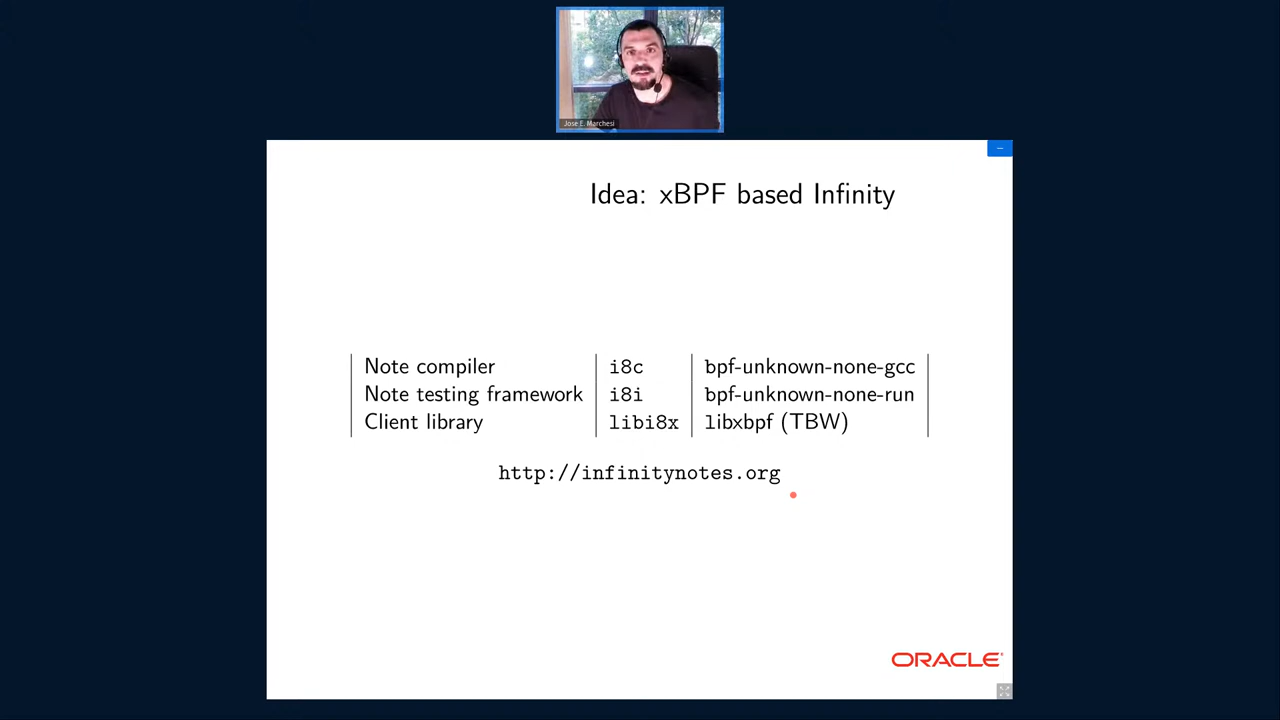 Jose E. Marchesi
Idea: xBPF based Infinity
Note compiler i8c bpf-unknown-none-gcc
Note testing framework i8i bpf-unknown-none-run
Client library libi8x libxbpf (TBW)
http://infinitynotes.org
ORACLE